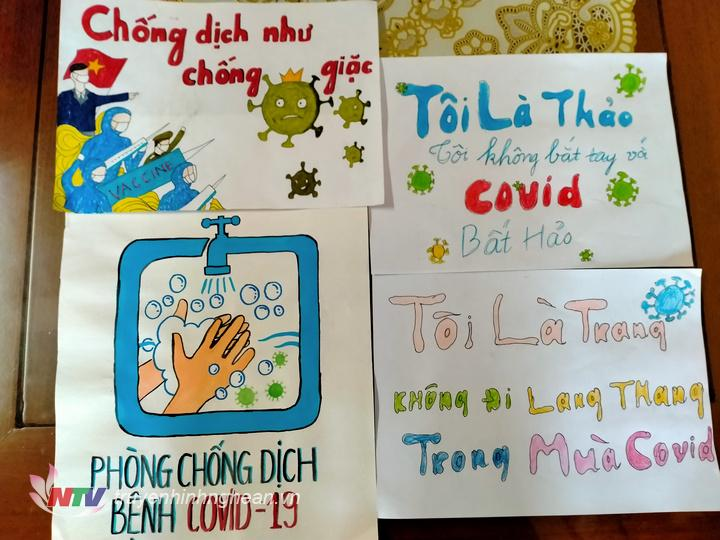 Chống dịch như
chống giặc
VACCINE
Tôi Là Thảo
Tôi không bắt tay và
covid
Bất Hảo
PHÒNG CHỐNG DỊCH
BỆNH COVID-19
Tôi Là Trang
KHÔNG ĐI Lang THang
Trong Mùa Covid
NTV truyenhinhnghean.vn